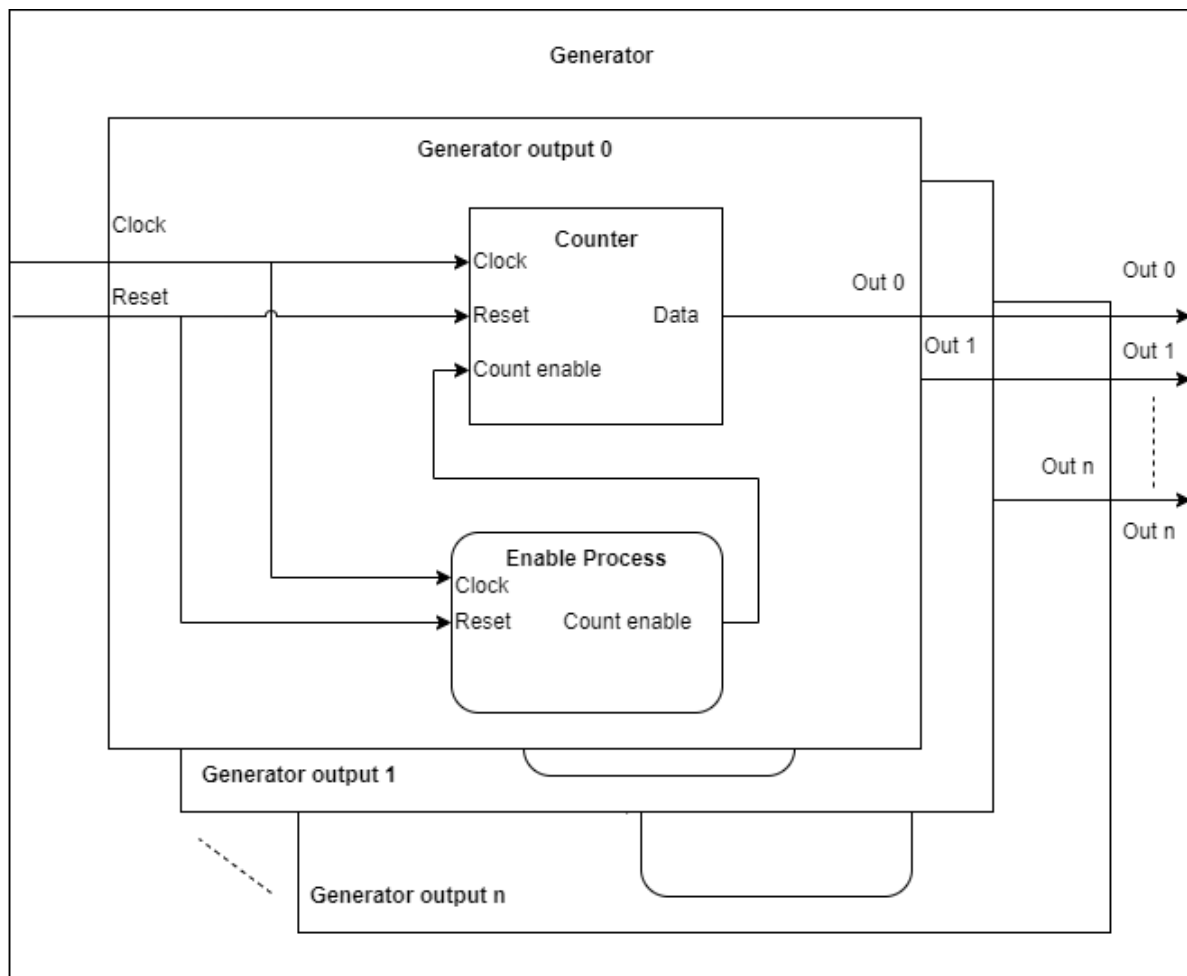 Generator
Generator output 0
Clock
Counter
Clock
Out 0
Out 0
Reset
Reset
Data
Out 1
Out 1
Count enable
Out n
Out n
Enable Process
Clock
Reset
Count enable
Generator output 1
Generator output n